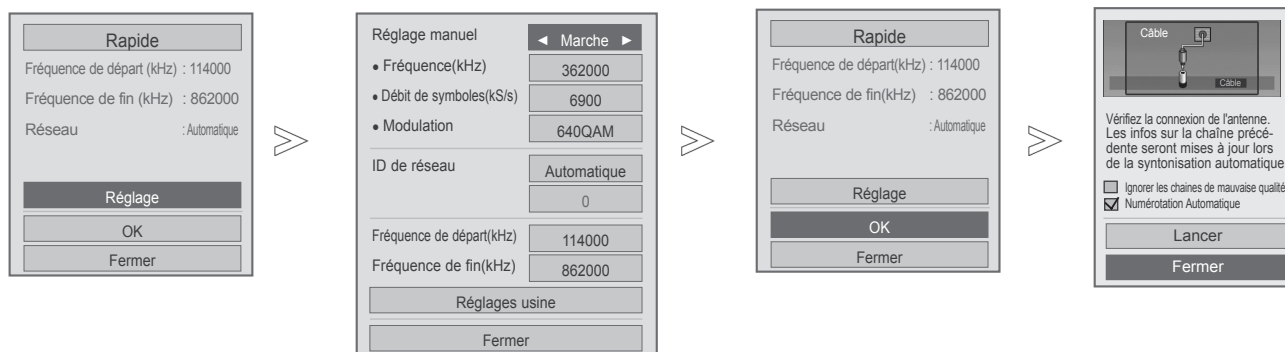 Rapide
Fréquence de départ (kHz) : 114000
Fréquence de fin (kHz) : 862000
Réseau : Automatique
Réglage
OK
Fermer
Réglage manuel ◄ Marche ►
• Fréquence(kHz) 362000
• Débit de symboles(kS/s) 6900
• Modulation 640QAM
ID de réseau Automatique
0
Fréquence de départ(kHz) 114000
Fréquence de fin(kHz) 862000
Réglages usine
Fermer
Rapide
Fréquence de départ(kHz) : 114000
Fréquence de fin(kHz) : 862000
Réseau : Automatique
Réglage
OK
Fermer
Câble
Câble
Vérifiez la connexion de l'antenne.
Les infos sur la chaîne précé-
dente seront mises à jour lors
de la syntonisation automatique
Ignorer les chaines de mauvaise qualité
Numérotation Automatique
Lancer
Fermer